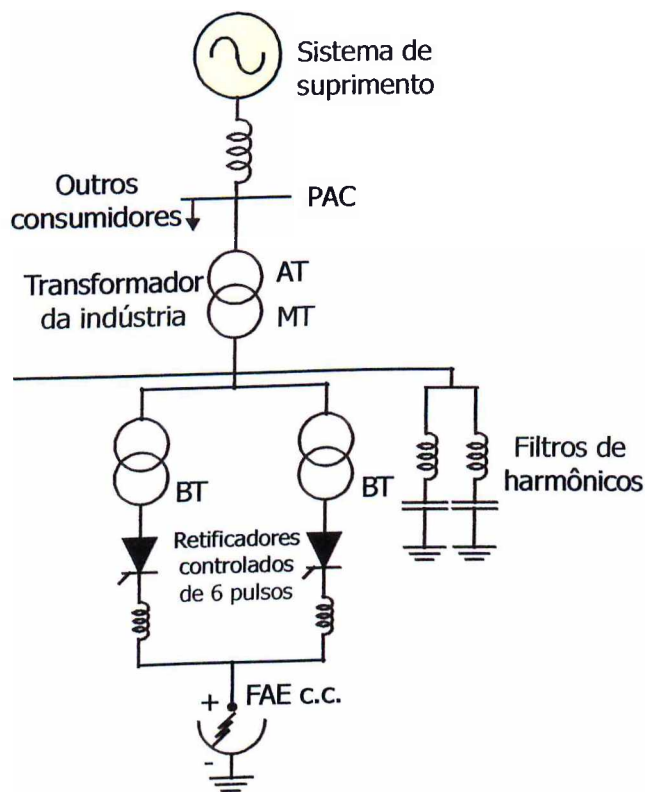 Sistema de
suprimento
Outros
consumidores
PAC
Transformador
da indústria
AT
MT
BT
BT
Filtros de
harmônicos
Retificadores
controlados
de 6 pulsos
+
FAE c.c.
-